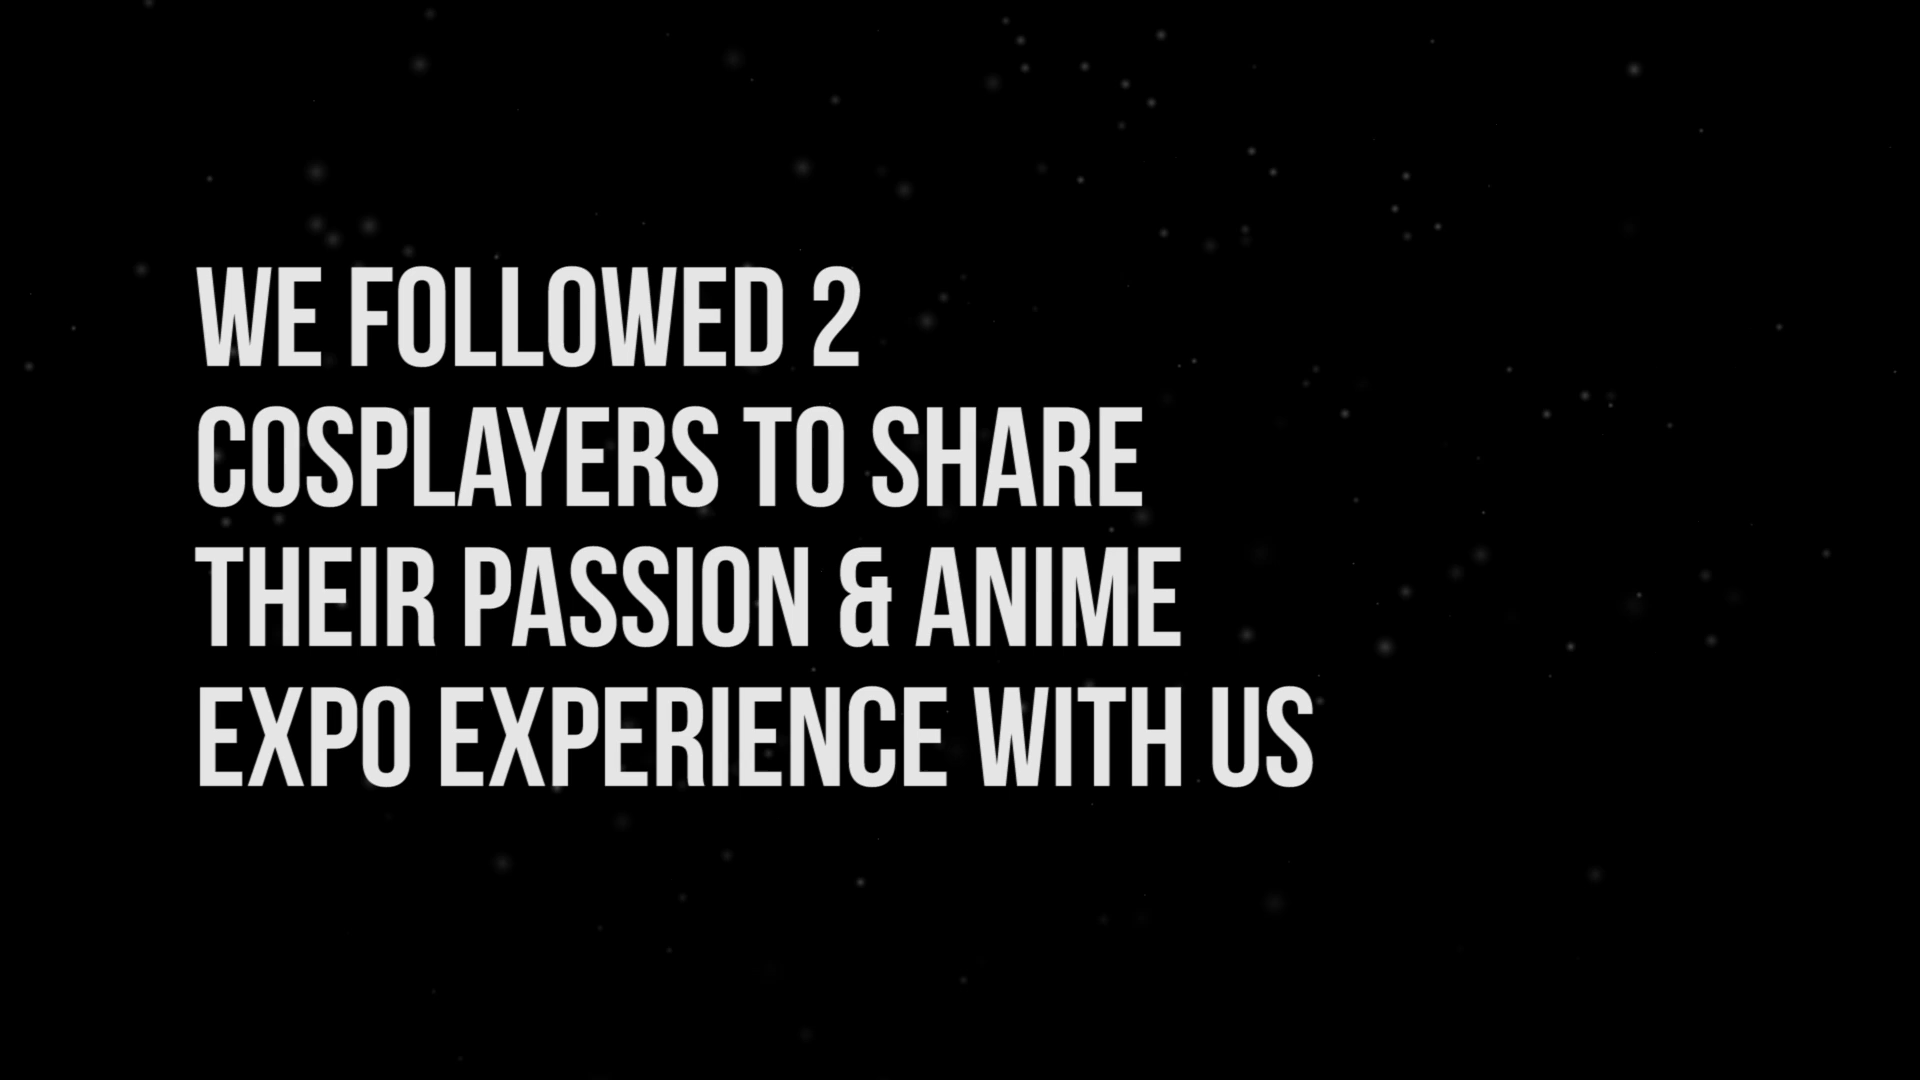 WE FOLLOWED 2
COSPLAYERS TO SHARE
THEIR PASSION & ANIME
EXPO EXPERIENCE WITH US